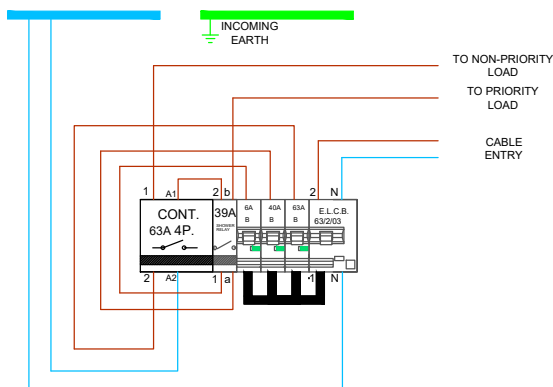 INCOMING
EARTH
TO NON-PRIORITY
LOAD
TO PRIORITY
LOAD
CABLE
ENTRY
1 A1 2 b 2 N
CONT.
63A 4P.
39A
SHOWER
RELAY
6A
B
40A
B
63A
B
E.L.C.B.
63/2/03
2 A2 1 a 1 N